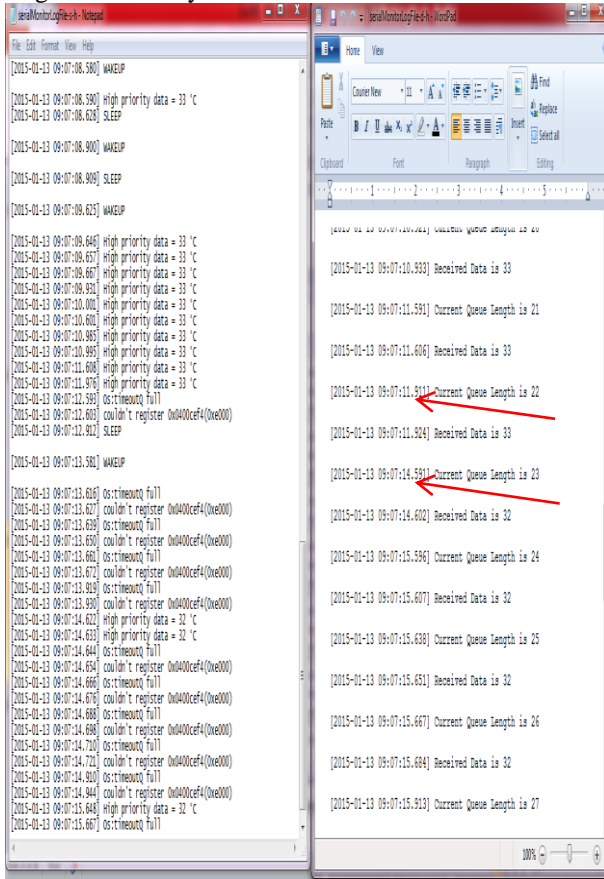 serialMonitorLogFile-s-h - Notepad
File Edit Format View Help
[2015-01-13 09:07:08.580] WAKEUP
[2015-01-13 09:07:08.590] High priority data = 33 'C
[2015-01-13 09:07:08.628] SLEEP
[2015-01-13 09:07:08.900] WAKEUP
[2015-01-13 09:07:08.909] SLEEP
[2015-01-13 09:07:09.625] WAKEUP
[2015-01-13 09:07:09.646] High priority data = 33 'C
[2015-01-13 09:07:09.657] High priority data = 33 'C
[2015-01-13 09:07:09.667] High priority data = 33 'C
[2015-01-13 09:07:09.931] High priority data = 33 'C
[2015-01-13 09:07:10.001] High priority data = 33 'C
[2015-01-13 09:07:10.601] High priority data = 33 'C
[2015-01-13 09:07:10.985] High priority data = 33 'C
[2015-01-13 09:07:10.995] High priority data = 33 'C
[2015-01-13 09:07:11.608] High priority data = 33 'C
[2015-01-13 09:07:11.976] High priority data = 33 'C
[2015-01-13 09:07:12.593] Os:timeoutQ full
[2015-01-13 09:07:12.603] couldn't register 0x0400cef4(0xe000)
[2015-01-13 09:07:12.912] SLEEP
[2015-01-13 09:07:13.581] WAKEUP
[2015-01-13 09:07:13.616] Os:timeoutQ full
[2015-01-13 09:07:13.627] couldn't register 0x0400cef4(0xe000)
[2015-01-13 09:07:13.639] Os:timeoutQ full
[2015-01-13 09:07:13.650] couldn't register 0x0400cef4(0xe000)
[2015-01-13 09:07:13.661] Os:timeoutQ full
[2015-01-13 09:07:13.672] couldn't register 0x0400cef4(0xe000)
[2015-01-13 09:07:13.919] Os:timeoutQ full
[2015-01-13 09:07:13.930] couldn't register 0x0400cef4(0xe000)
[2015-01-13 09:07:14.622] High priority data = 32 'C
[2015-01-13 09:07:14.633] High priority data = 32 'C
[2015-01-13 09:07:14.644] Os:timeoutQ full
[2015-01-13 09:07:14.654] couldn't register 0x0400cef4(0xe000)
[2015-01-13 09:07:14.666] Os:timeoutQ full
[2015-01-13 09:07:14.676] couldn't register 0x0400cef4(0xe000)
[2015-01-13 09:07:14.688] Os:timeoutQ full
[2015-01-13 09:07:14.698] couldn't register 0x0400cef4(0xe000)
[2015-01-13 09:07:14.710] Os:timeoutQ full
[2015-01-13 09:07:14.721] couldn't register 0x0400cef4(0xe000)
[2015-01-13 09:07:14.910] Os:timeoutQ full
[2015-01-13 09:07:14.944] couldn't register 0x0400cef4(0xe000)
[2015-01-13 09:07:15.648] High priority data = 32 'C
[2015-01-13 09:07:15.667] Os:timeoutQ full
serialMonitorLogFile-d-h - WordPad
Home View
Courier New 11
Paste
Insert
Find
Replace
Select all
Clipboard Font Paragraph Editing
1 2 3 4 5
Current Queue Length is 20
[2015-01-13 09:07:10.933] Received Data is 33
[2015-01-13 09:07:11.591] Current Queue Length is 21
[2015-01-13 09:07:11.606] Received Data is 33
[2015-01-13 09:07:11.911] Current Queue Length is 22
[2015-01-13 09:07:11.924] Received Data is 33
[2015-01-13 09:07:14.591] Current Queue Length is 23
[2015-01-13 09:07:14.602] Received Data is 32
[2015-01-13 09:07:15.596] Current Queue Length is 24
[2015-01-13 09:07:15.607] Received Data is 32
[2015-01-13 09:07:15.638] Current Queue Length is 25
[2015-01-13 09:07:15.651] Received Data is 32
[2015-01-13 09:07:15.667] Current Queue Length is 26
[2015-01-13 09:07:15.684] Received Data is 32
[2015-01-13 09:07:15.913] Current Queue Length is 27
100%